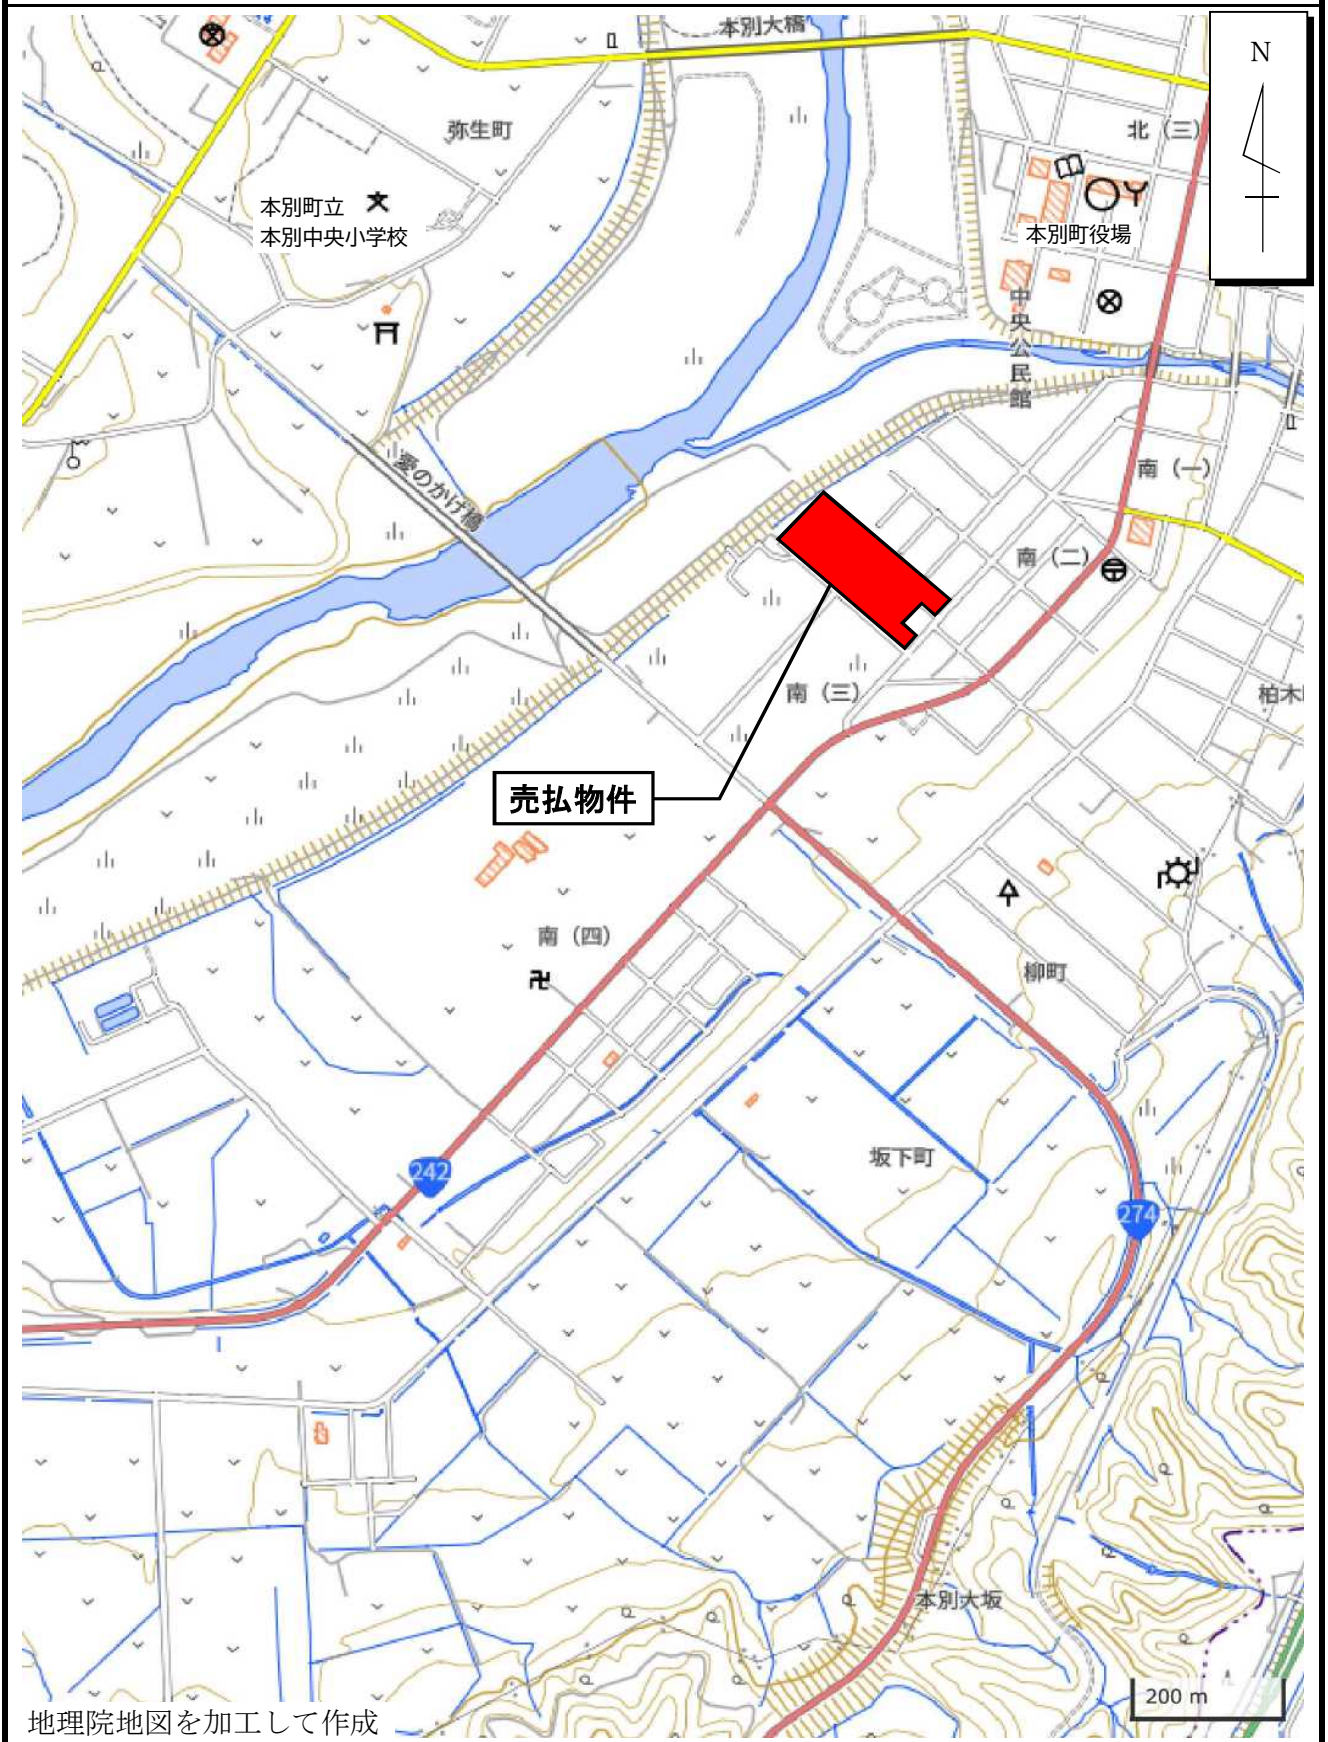 本別大橋
N
弥生町
北（三）
本別町立
本別中央小学校
本別町役場
中央公民館
愛のかけ橋
南（一）
南（二）
南（三）
柏木
売払物件
南（四）
柳町
坂下町
242
274
本別大坂
200 m
地理院地図を加工して作成